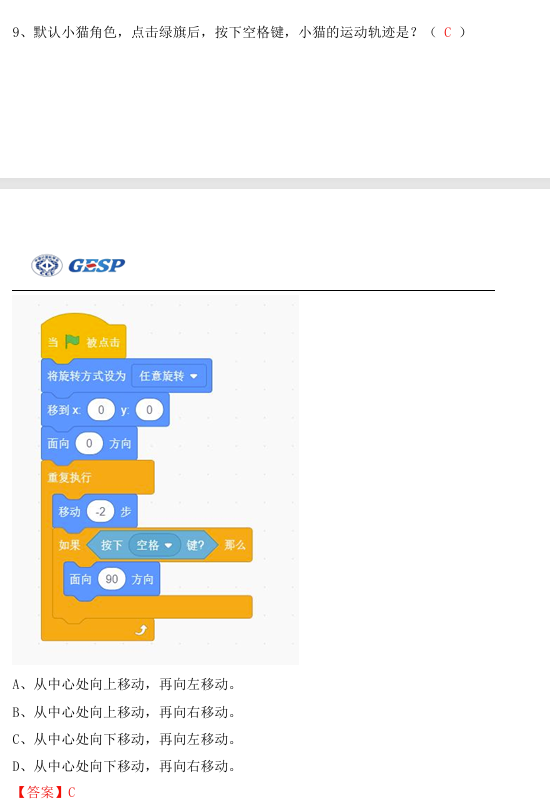 9、默认小猫角色，点击绿旗后，按下空格键，小猫的运动轨迹是？（ C ）
GESP
当 被点击
将旋转方式设为 任意旋转
移到 x: 0 y: 0
面向 0 方向
重复执行
移动 -2 步
如果 按下 空格 键? 那么
面向 90 方向
A、从中心处向上移动，再向左移动。
B、从中心处向上移动，再向右移动。
C、从中心处向下移动，再向左移动。
D、从中心处向下移动，再向右移动。
【答案】C